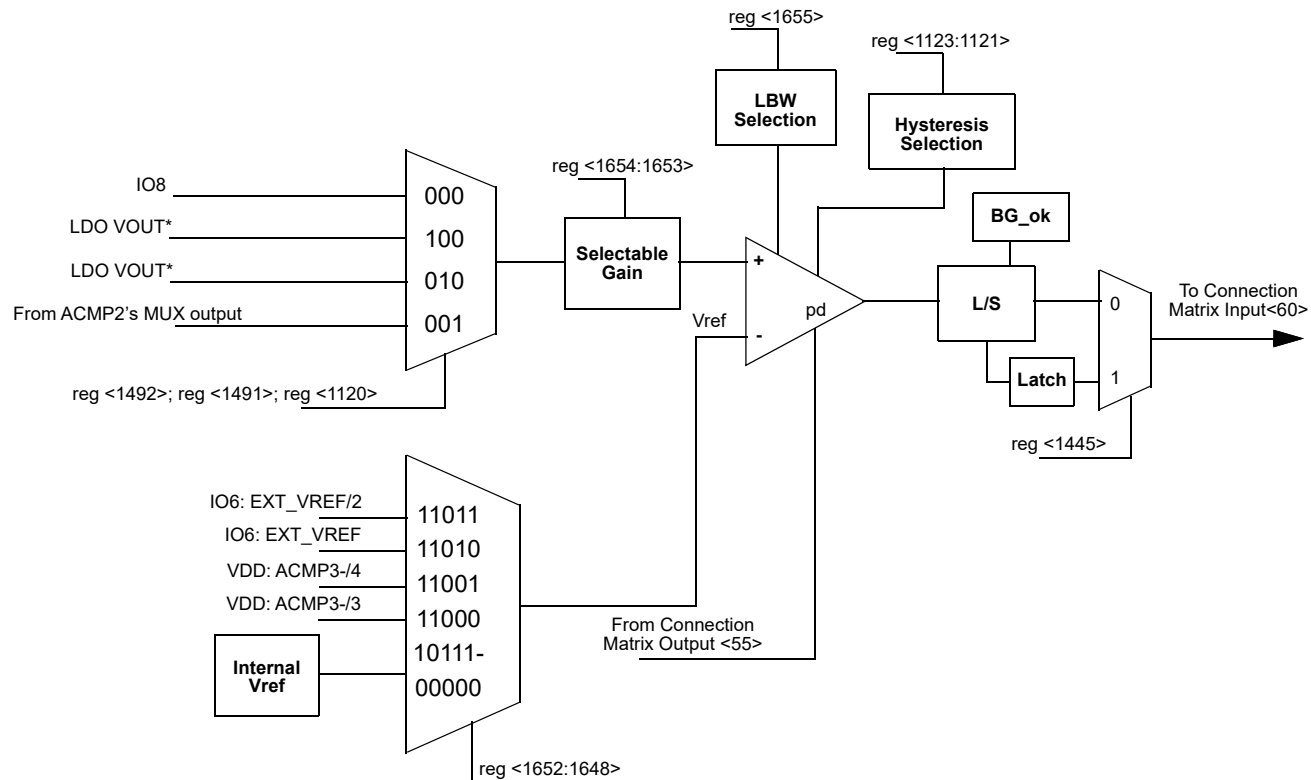 reg <1655>
reg <1123:1121>
LBW
Selection
Hysteresis
Selection
reg <1654:1653>
IO8
000
LDO VOUT*
100
LDO VOUT*
010
From ACMP2's MUX output
001
Selectable
Gain
+
-
pd
Vref
BG_ok
L/S
Latch
0
1
To Connection
Matrix Input<60>
reg <1492>; reg <1491>; reg <1120>
reg <1445>
IO6: EXT_VREF/2
11011
IO6: EXT_VREF
11010
VDD: ACMP3-/4
11001
VDD: ACMP3-/3
11000
Internal
Vref
10111-
00000
From Connection
Matrix Output <55>
reg <1652:1648>